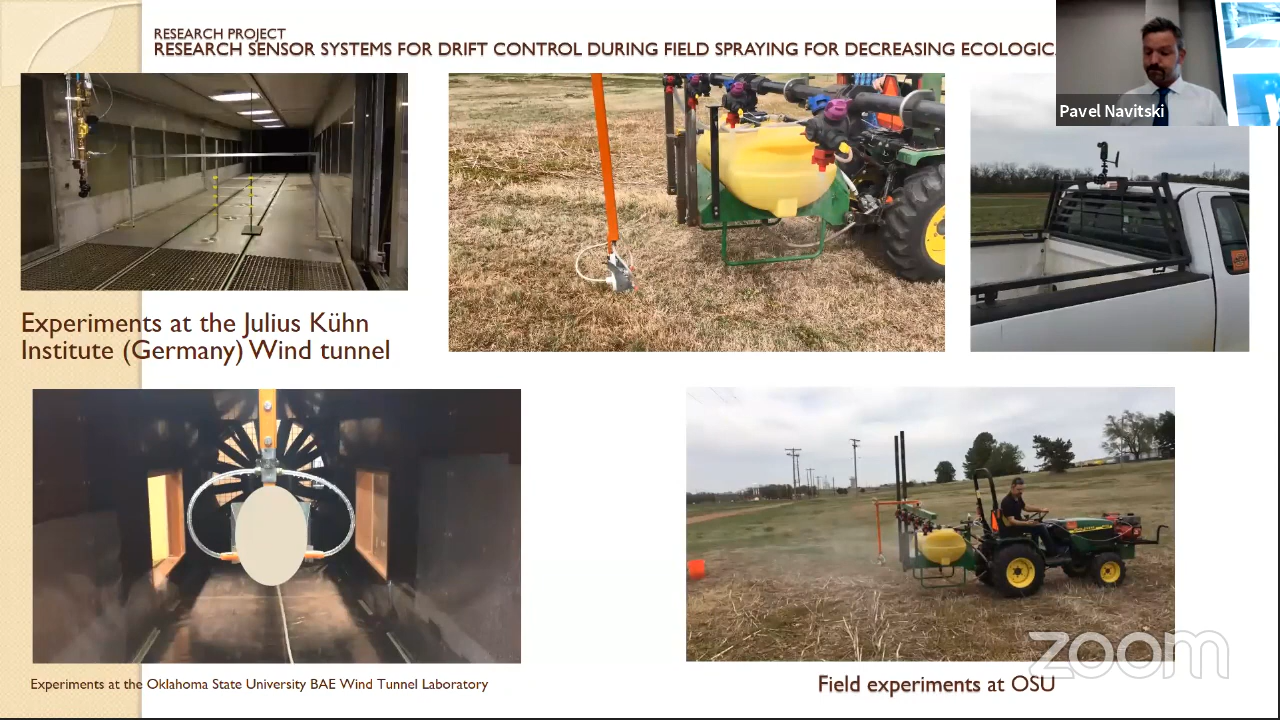 RESEARCH PROJECT
RESEARCH SENSOR SYSTEMS FOR DRIFT CONTROL DURING FIELD SPRAYING FOR DECREASING
Pavel Navitski
Experiments at the Julius Kühn
Institute (Germany) Wind tunnel
Experiments at the Oklahoma State University BAE Wind Tunnel Laboratory
Field experiments at OSU
zoom